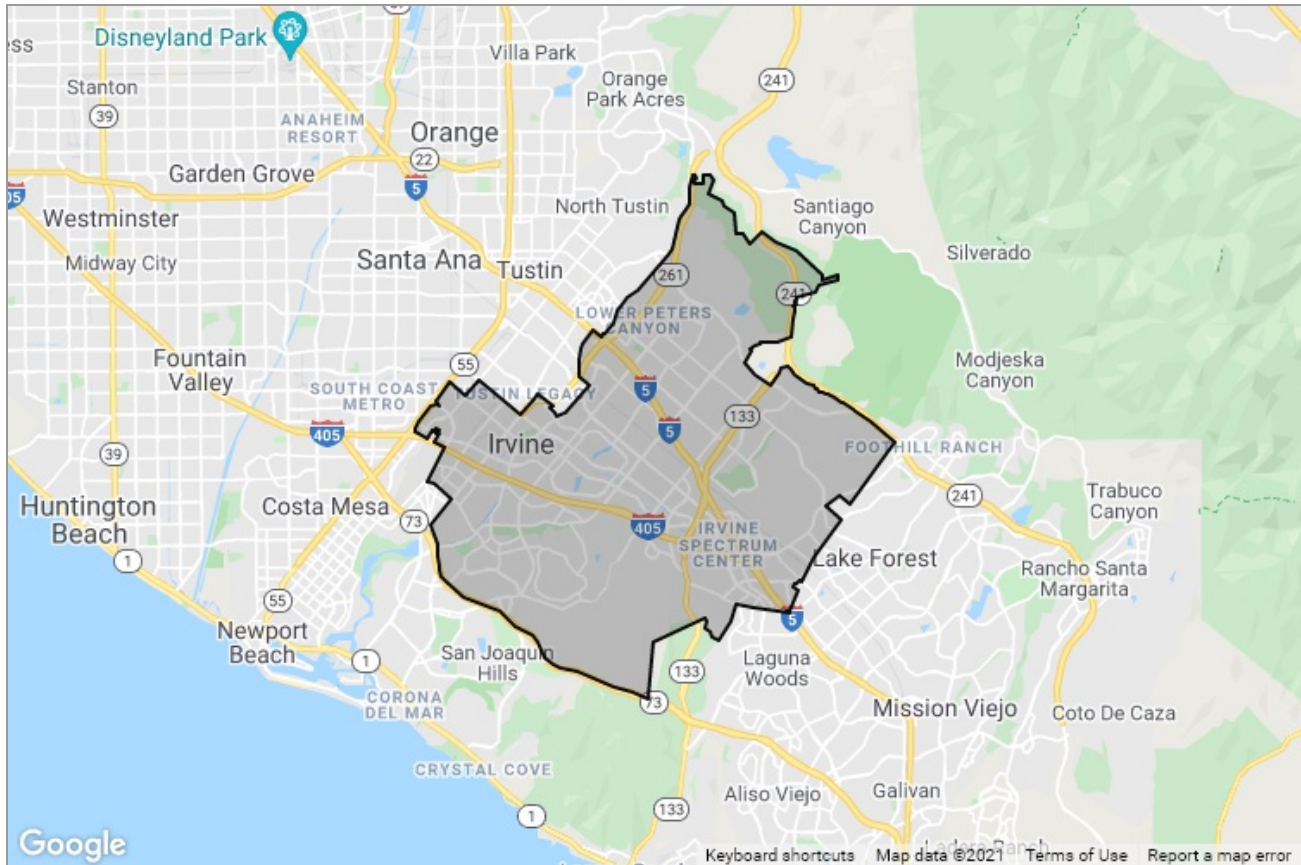 Disneyland Park
57
Villa Park
241
ess
Stanton
Orange
Park Acres
39
ANAHEIM
RESORT
Orange
22
Garden Grove
5
05
Westminster
North Tustin
Santiago
Canyon
Silverado
Midway City
Santa Ana
Tustin
261
241
LOWER PETERS
CANYON
Fountain
Valley
55
Modjeska
Canyon
SOUTH COAST
METRO
TUSTIN LEGACY
5
133
5
405
Irvine
FOOTHILL RANCH
39
241
Trabuco
Canyon
Huntington
Beach
Costa Mesa
73
405
IRVINE
SPECTRUM
CENTER
Lake Forest
1
Rancho Santa
Margarita
55
5
Newport
Beach
San Joaquin
Hills
1
133
Laguna
Woods
CORONA
DEL MAR
73
Mission Viejo
Coto De Caza
CRYSTAL COVE
Aliso Viejo
Galivan
133
1
Ladera Ranch
Google
Keyboard shortcuts
Map data ©2021
Terms of Use
Report a map error